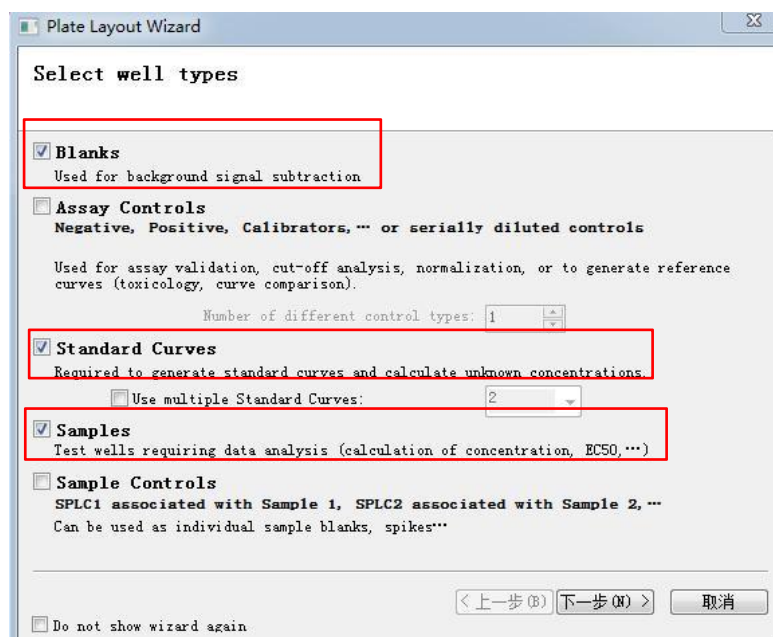 Plate Layout Wizard
Select well types
Blanks
Used for background signal subtraction
Assay Controls
Negative, Positive, Calibrators,… or serially diluted controls
Used for assay validation, cut-off analysis, normalization, or to generate reference
curves (toxicology, curve comparison).
Number of different control types: 1
Standard Curves
Required to generate standard curves and calculate unknown concentrations.
Use multiple Standard Curves: 2
Samples
Test wells requiring data analysis (calculation of concentration, EC50,…)
Sample Controls
SPLC1 associated with Sample 1, SPLC2 associated with Sample 2,…
Can be used as individual sample blanks, spikes…
< 上一步(B) 下一步(N) > 取消
Do not show wizard again